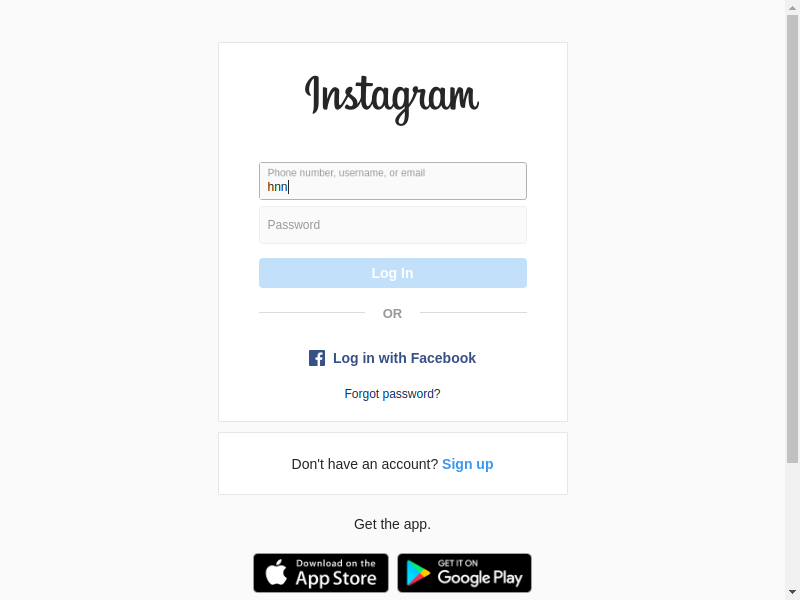 Instagram
Phone number, username, or email
hnn
Password
Log In
OR
Log in with Facebook
Forgot password?
Don't have an account? Sign up
Get the app.
Download on the
App Store
GET IT ON
Google Play